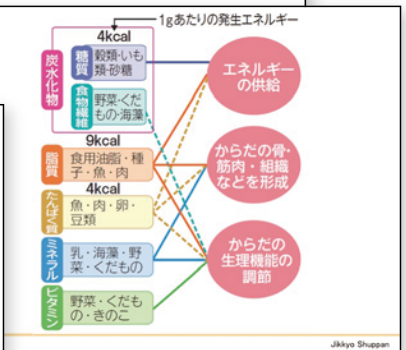 1gあたりの発生エネルギー
4kcal
炭水化物
糖質
穀類・いも
類・砂糖
食物繊維
野菜・くだ
もの・海藻
9kcal
脂質
食用油脂・種
子・魚・肉
4kcal
たんぱく質
魚・肉・卵・
豆類
ミネラル
乳・海藻・野
菜・くだもの
ビタミン
野菜・くだも
の・きのこ
エネルギー
の供給
からだの骨・
筋肉・組織
などを形成
からだの
生理機能の
調節
Jikkyo Shuppan